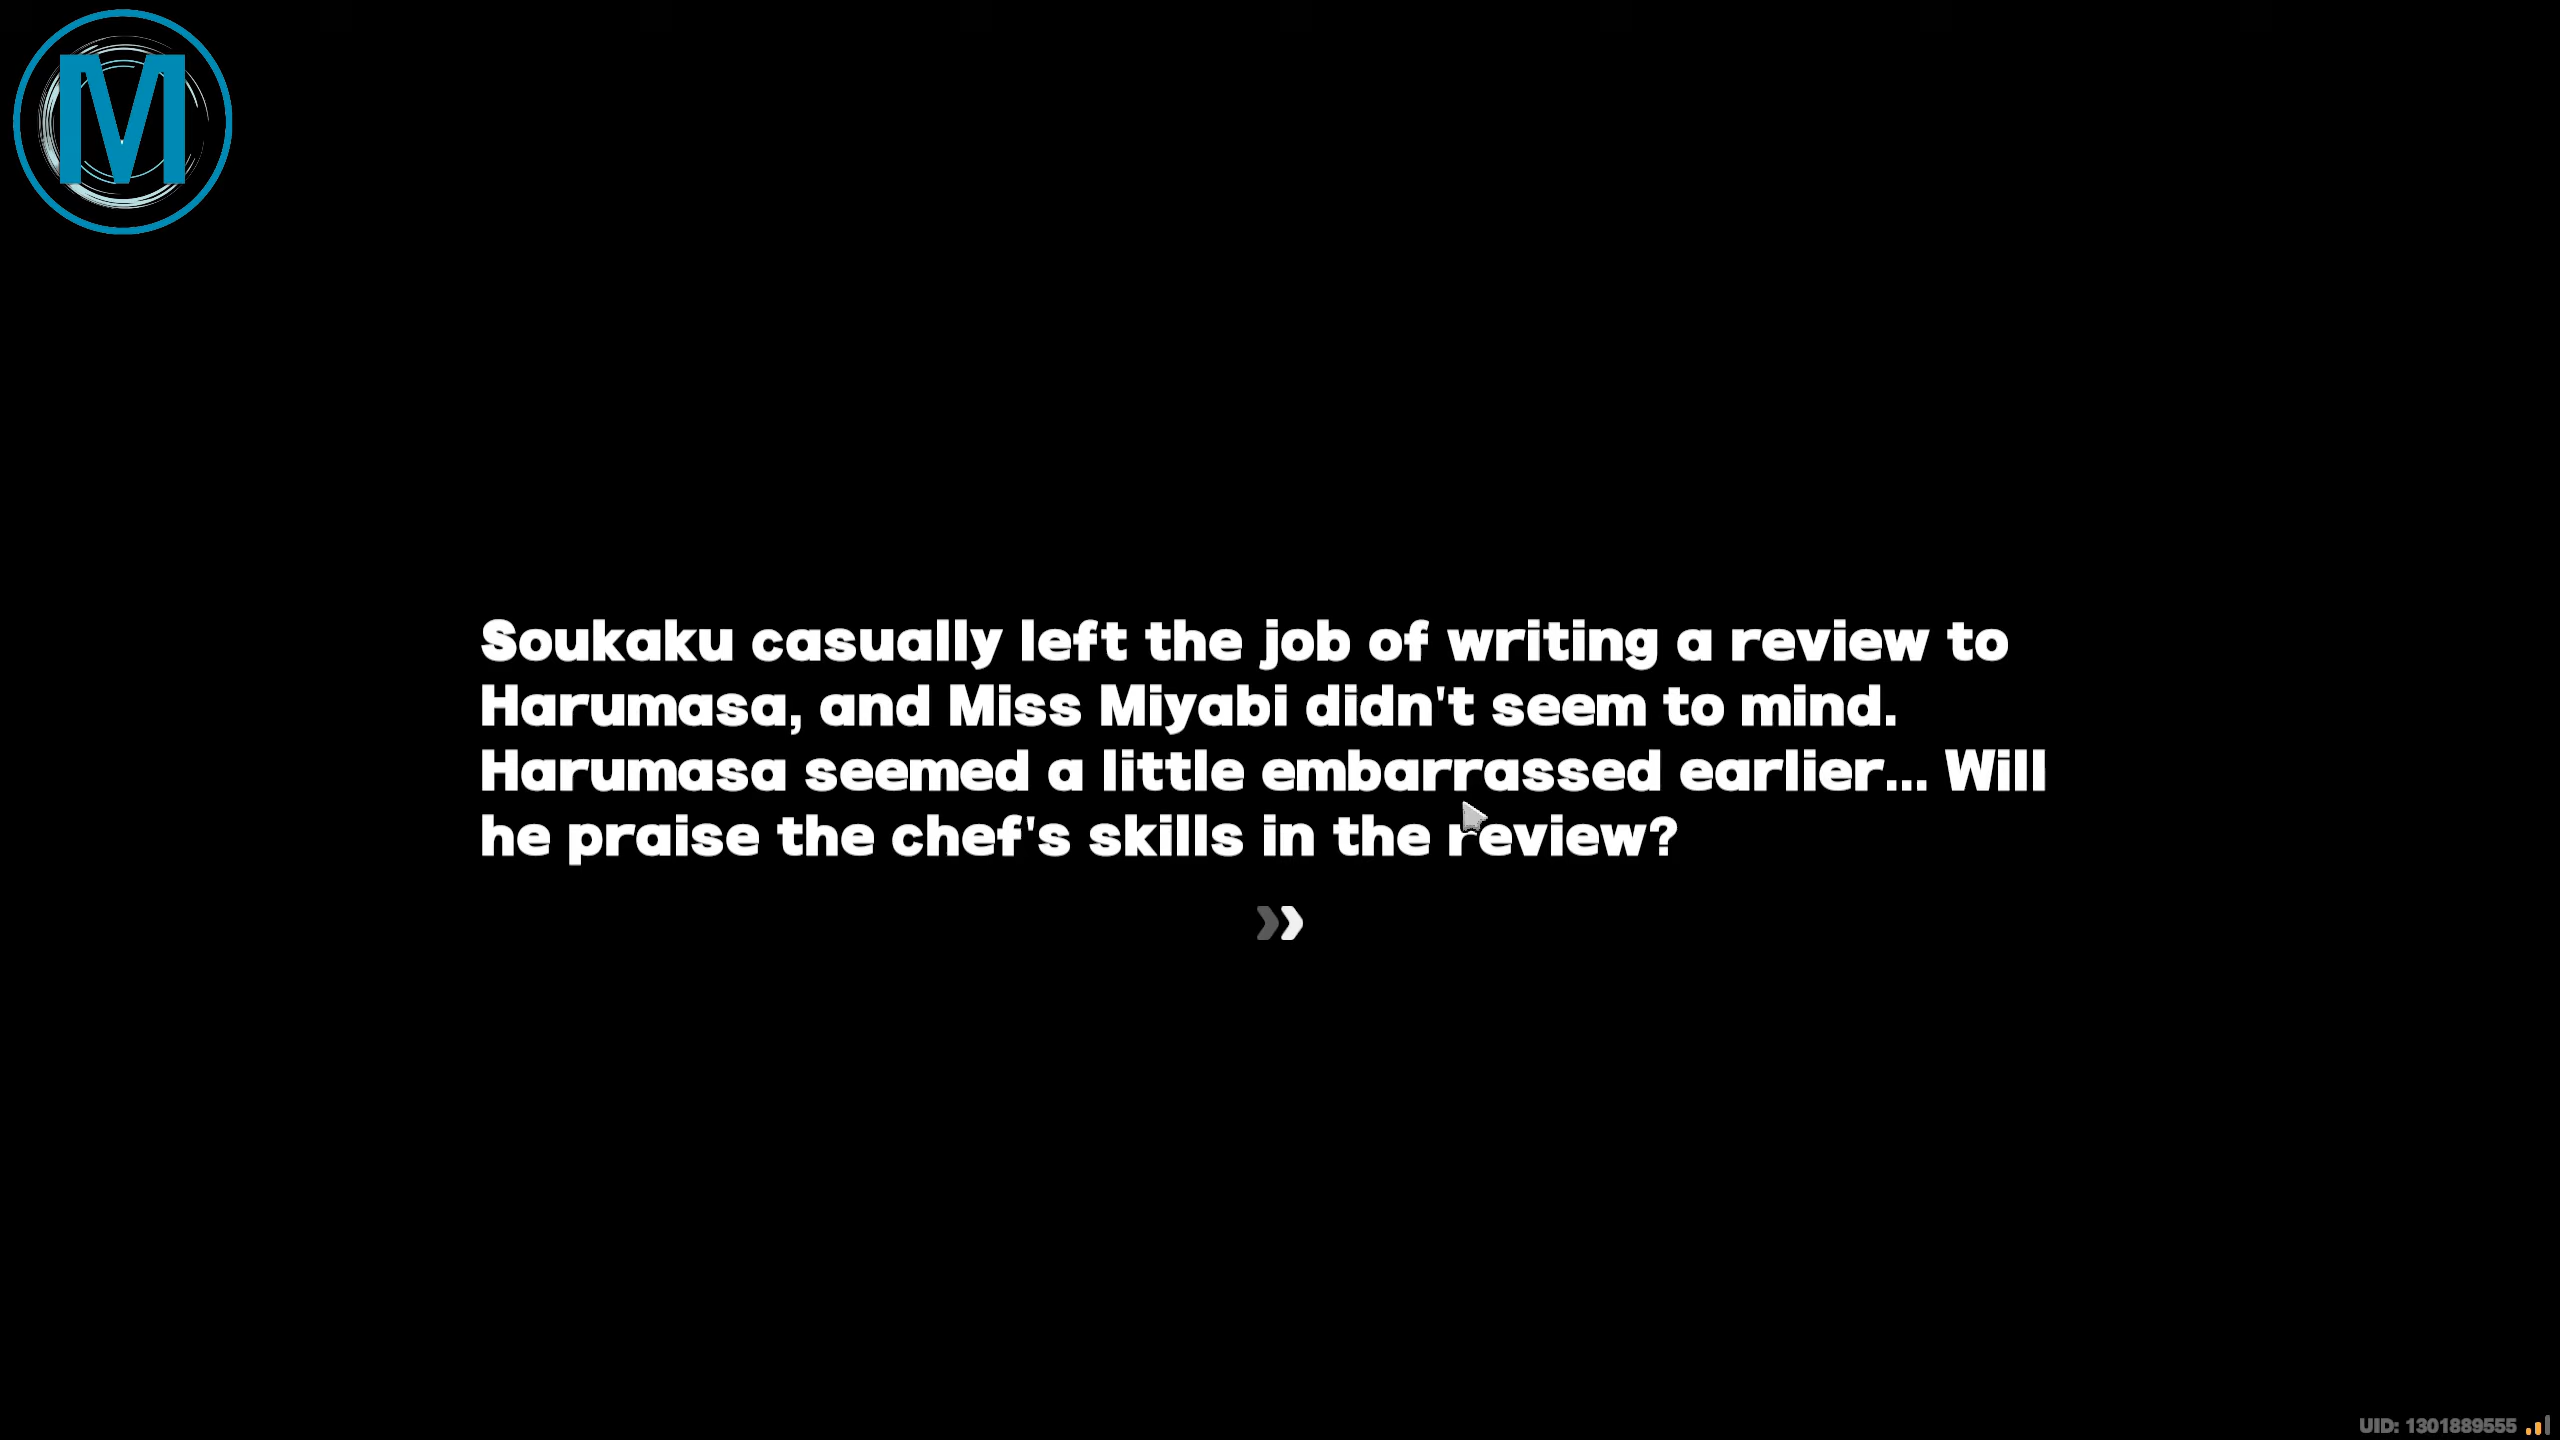 M
Soukaku casually left the job of writing a review to
Harumasa, and Miss Miyabi didn't seem to mind.
Harumasa seemed a little embarrassed earlier... Will
he praise the chef's skills in the review?
UID: 1301889555